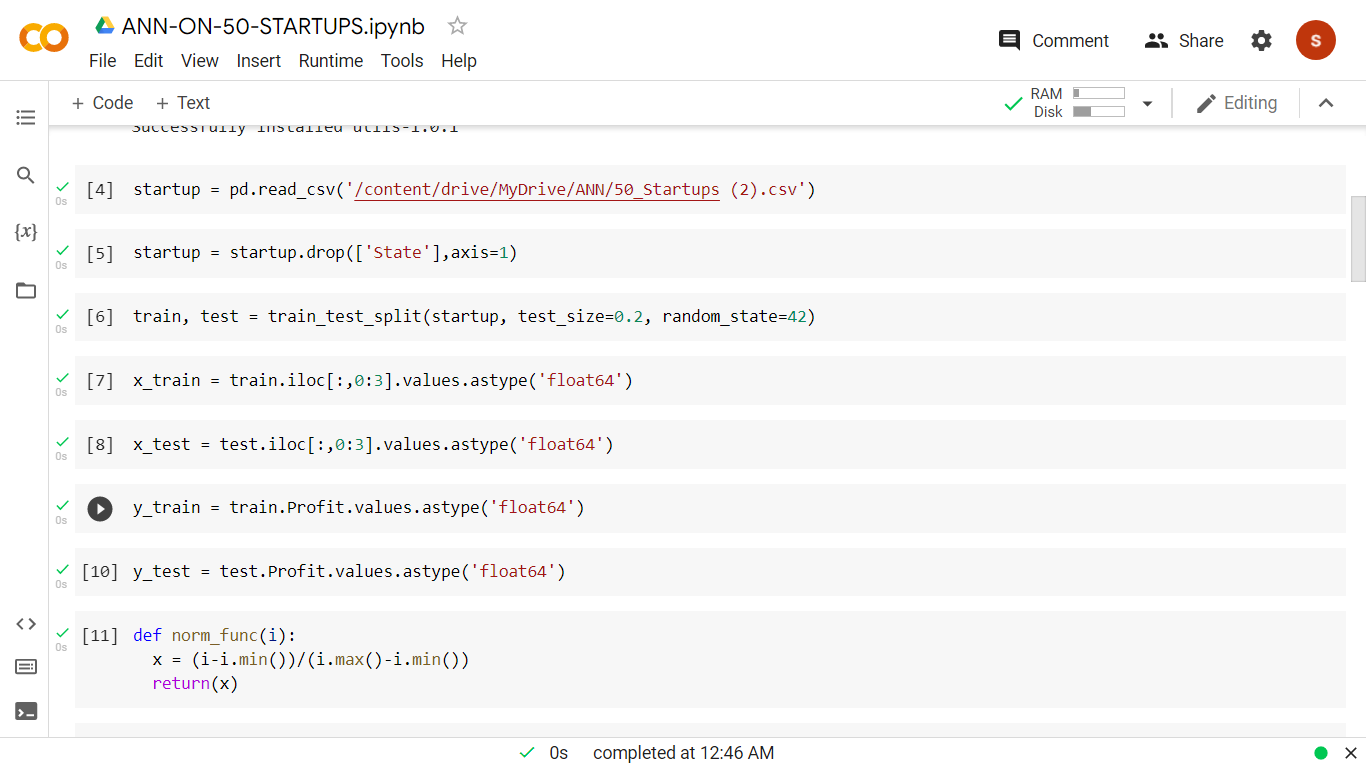 ANN-ON-50-STARTUPS.ipynb
File Edit View Insert Runtime Tools Help
Comment Share S
+ Code + Text
RAM
Disk
Editing
Successfully installed utils-1.0.1
[4] startup = pd.read_csv('/content/drive/MyDrive/ANN/50_Startups (2).csv')
0s
[5] startup = startup.drop(['State'],axis=1)
0s
[6] train, test = train_test_split(startup, test_size=0.2, random_state=42)
0s
[7] x_train = train.iloc[:,0:3].values.astype('float64')
0s
[8] x_test = test.iloc[:,0:3].values.astype('float64')
0s
y_train = train.Profit.values.astype('float64')
0s
[10] y_test = test.Profit.values.astype('float64')
0s
[11] def norm_func(i):
0s
x = (i-i.min())/(i.max()-i.min())
return(x)
{x}
0s completed at 12:46 AM